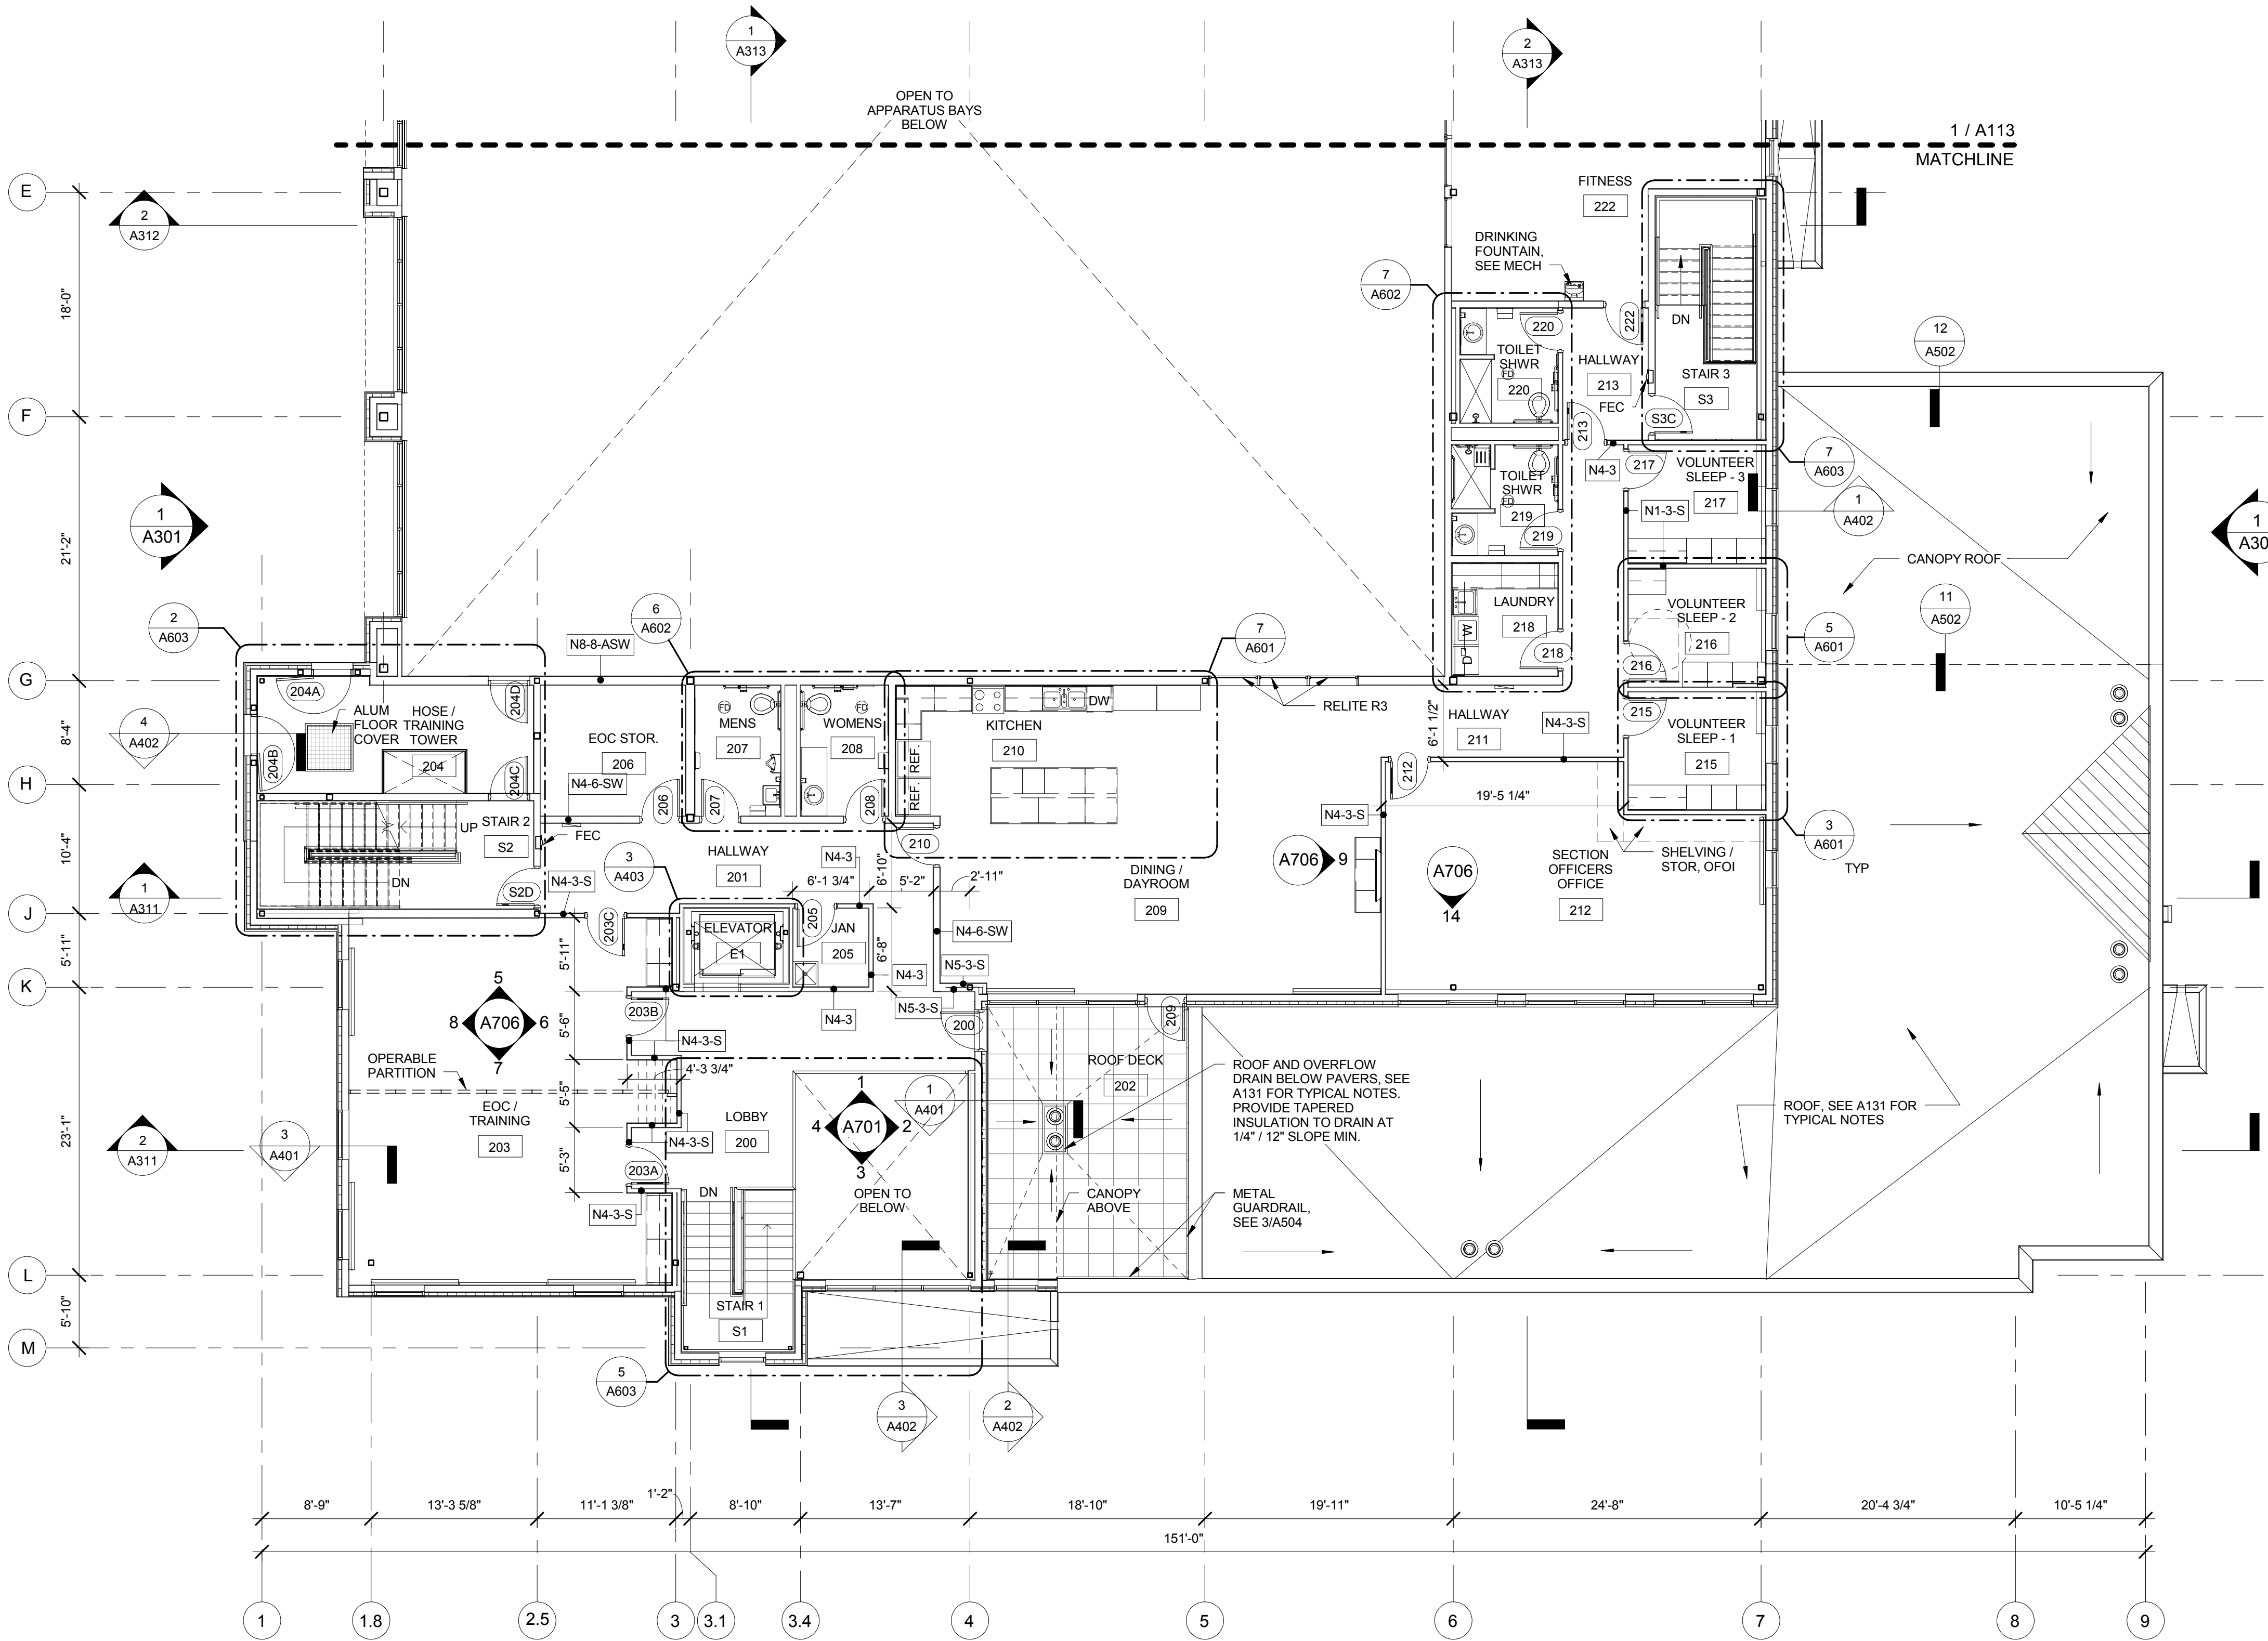 1
A313
2
A313
OPEN TO
APPARATUS BAYS
BELOW
1 / A113
MATCHLINE
E
2
A312
FITNESS
222
DRINKING
FOUNTAIN,
SEE MECH
7
A602
18'-0"
220
222
DN
TOILET
SHWR
FD
220
HALLWAY
213
STAIR 3
S3
FEC
S3C
12
A502
F
213
N4-3
217
VOLUNTEER
SLEEP - 3
217
7
A603
1
A402
TOILET
SHWR
FD
219
219
N1-3-S
1
A301
21'-2"
1
A30
CANOPY ROOF
2
A603
6
A602
N8-8-ASW
7
A601
LAUNDRY
218
W
D
218
VOLUNTEER
SLEEP - 2
216
216
5
A601
11
A502
G
204A
204D
ALUM
FLOOR
COVER
HOSE /
TRAINING
TOWER
204
204B
204C
4
A402
8'-4"
EOC STOR.
206
N4-6-SW
206
FD
MENS
207
207
WOMENS
208
FD
208
DW
KITCHEN
210
REF.
REF.
RELITE R3
6'-1 1/2"
HALLWAY
211
N4-3-S
215
VOLUNTEER
SLEEP - 1
215
H
212
19'-5 1/4"
N4-3-S
10'-4"
UP
STAIR 2
S2
FEC
DN
S2D
1
A311
3
A403
HALLWAY
201
N4-3
210
6'-10"
6'-1 3/4"
5'-2"
2'-11"
DINING /
DAYROOM
209
A706
9
A706
14
SECTION
OFFICERS
OFFICE
212
SHELVING /
STOR, OFOI
3
A601
TYP
J
N4-3-S
203C
ELEVATOR
E1
205
JAN
205
6'-8"
N4-6-SW
5'-11"
5'-11"
K
N4-3
N5-3-S
N5-3-S
N4-3
5
8
A706
6
7
203B
5'-6"
N4-3-S
200
209
OPERABLE
PARTITION
4'-3 3/4"
ROOF DECK
202
ROOF AND OVERFLOW
DRAIN BELOW PAVERS, SEE
A131 FOR TYPICAL NOTES.
PROVIDE TAPERED
INSULATION TO DRAIN AT
1/4" / 12" SLOPE MIN.
ROOF, SEE A131 FOR
TYPICAL NOTES
EOC /
TRAINING
203
5'-5"
LOBBY
200
1
4
A701
2
3
1
A401
2
A311
3
A401
23'-1"
N4-3-S
5'-3"
203A
N4-3-S
DN
OPEN TO
BELOW
CANOPY
ABOVE
METAL
GUARDRAIL,
SEE 3/A504
L
5'-10"
STAIR 1
S1
M
5
A603
3
A402
2
A402
8'-9"
13'-3 5/8"
11'-1 3/8"
1'-2"
8'-10"
13'-7"
18'-10"
19'-11"
24'-8"
20'-4 3/4"
10'-5 1/4"
151'-0"
1
1.8
2.5
3
3.1
3.4
4
5
6
7
8
9